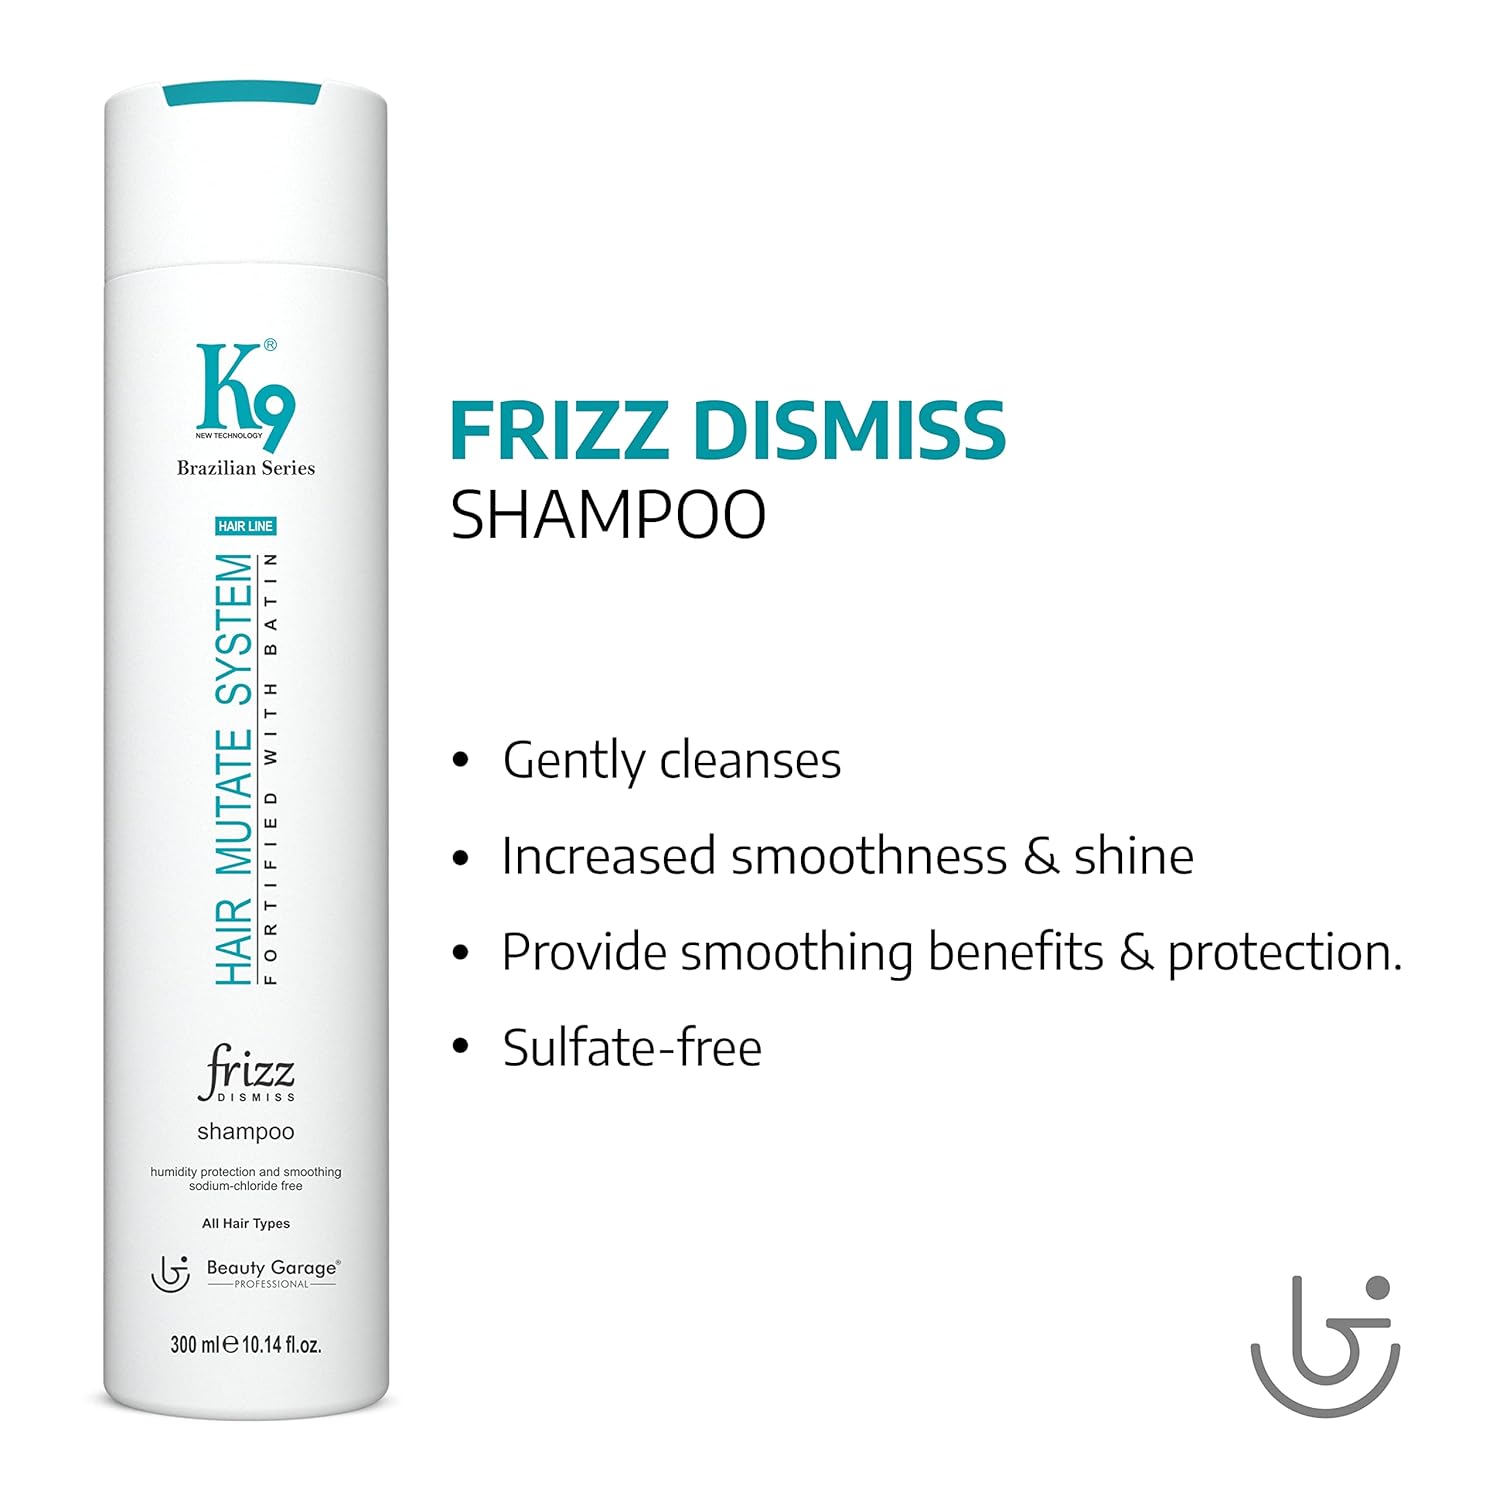 K9®
NEW TECHNOLOGY
Brazilian Series
HAIR LINE
HAIR MUTATE SYSTEM
FORTIFIED WITH BATIN
frizz
DISMISS
shampoo
humidity protection and smoothing
sodium-chloride free
All Hair Types
Beauty Garage®
PROFESSIONAL
300 ml℮10.14 fl.oz.
FRIZZ DISMISS
SHAMPOO
• Gently cleanses
• Increased smoothness & shine
• Provide smoothing benefits & protection.
• Sulfate-free